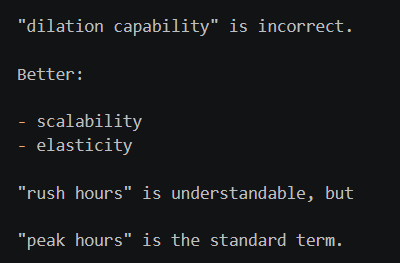 "dilation capability" is incorrect.
Better:
- scalability
- elasticity
"rush hours" is understandable, but
"peak hours" is the standard term.